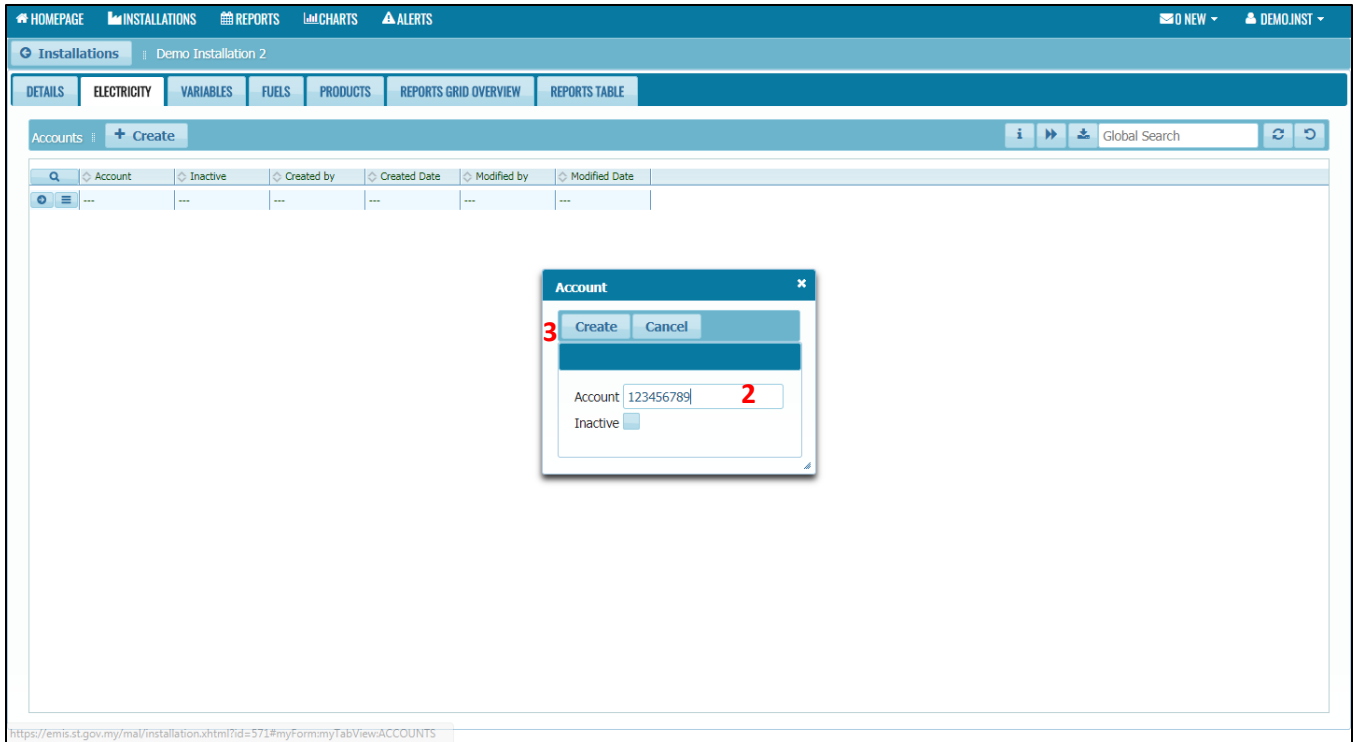 HOMEPAGE INSTALLATIONS REPORTS CHARTS ALERTS 0 NEW DEMO.INST
Installations Demo Installation 2
DETAILS ELECTRICITY VARIABLES FUELS PRODUCTS REPORTS GRID OVERVIEW REPORTS TABLE
Accounts + Create i Global Search
Account Inactive Created by Created Date Modified by Modified Date
--- --- --- --- --- ---
Account
3 Create Cancel
Account 123456789 2
Inactive
https://emis.st.gov.my/mal/installation.xhtml?id=571#myForm:myTabView:ACCOUNTS